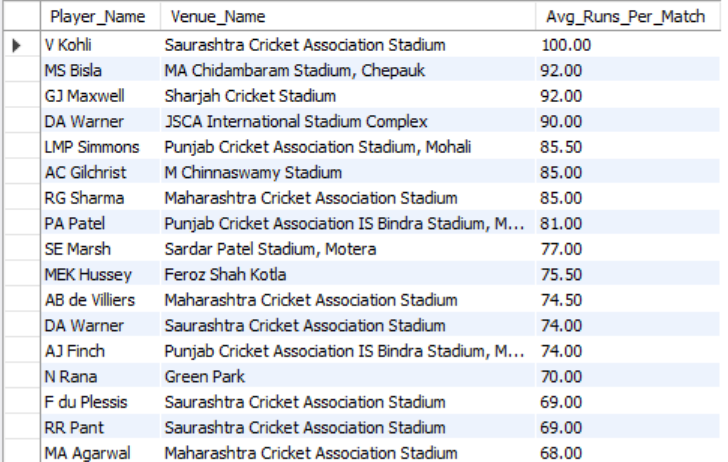 Player_Name Venue_Name Avg_Runs_Per_Match
V Kohli Saurashtra Cricket Association Stadium 100.00
MS Bisla MA Chidambaram Stadium, Chepauk 92.00
GJ Maxwell Sharjah Cricket Stadium 92.00
DA Warner JSCA International Stadium Complex 90.00
LMP Simmons Punjab Cricket Association Stadium, Mohali 85.50
AC Gilchrist M Chinnaswamy Stadium 85.00
RG Sharma Maharashtra Cricket Association Stadium 85.00
PA Patel Punjab Cricket Association IS Bindra Stadium, M... 81.00
SE Marsh Sardar Patel Stadium, Motera 77.00
MEK Hussey Feroz Shah Kotla 75.50
AB de Villiers Maharashtra Cricket Association Stadium 74.50
DA Warner Saurashtra Cricket Association Stadium 74.00
AJ Finch Punjab Cricket Association IS Bindra Stadium, M... 74.00
N Rana Green Park 70.00
F du Plessis Saurashtra Cricket Association Stadium 69.00
RR Pant Saurashtra Cricket Association Stadium 69.00
MA Agarwal Maharashtra Cricket Association Stadium 68.00